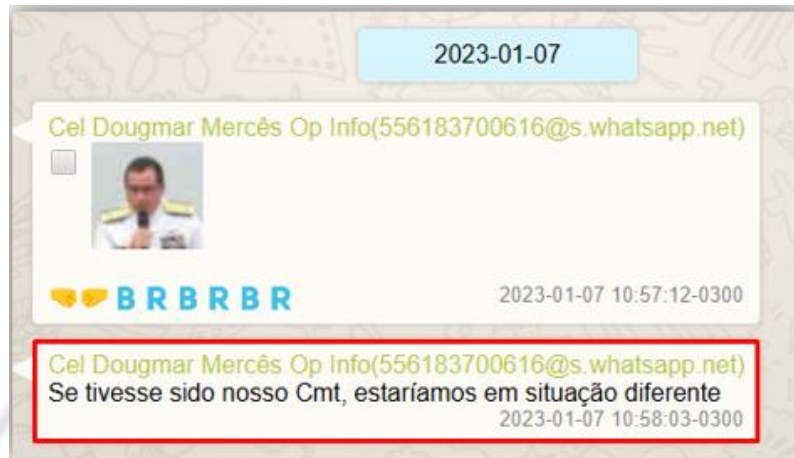 2023-01-07
Cel Dougmar Mercês Op Info(556183700616@s.whatsapp.net)
🤜🤛 B R B R B R
2023-01-07 10:57:12-0300
Cel Dougmar Mercês Op Info(556183700616@s.whatsapp.net)
Se tivesse sido nosso Cmt, estaríamos em situação diferente
2023-01-07 10:58:03-0300